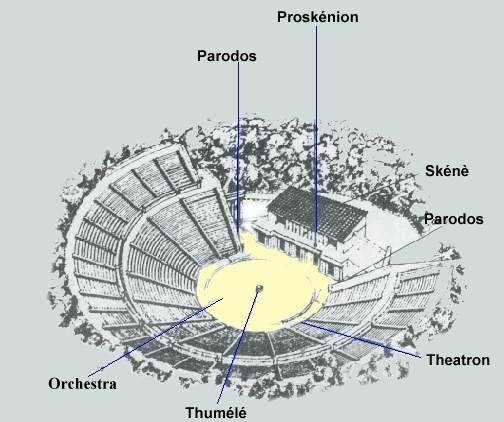 Proskénion
Parodos
Skénè
Parodos
Theatron
Orchestra
Thumélé